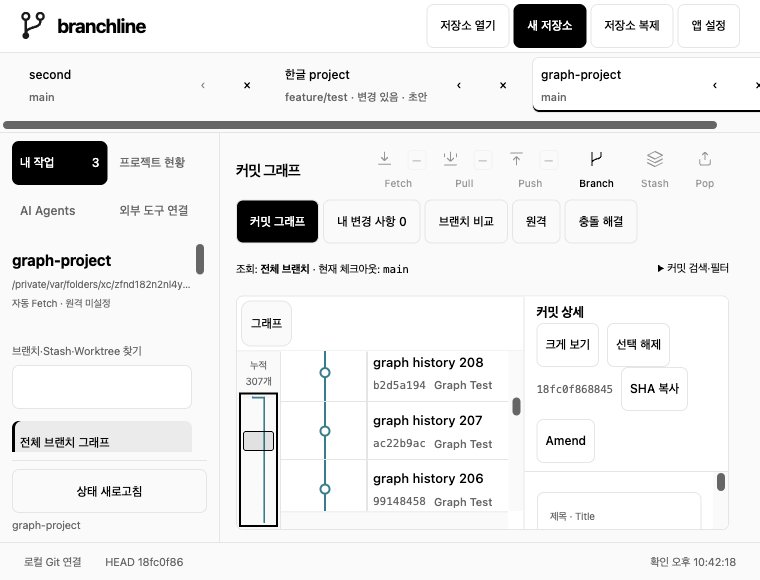 branchline
저장소 열기
새 저장소
저장소 복제
앱 설정
second
main
한글 project
feature/test · 변경 있음 · 초안
graph-project
main
내 작업 3
프로젝트 현황
AI Agents
외부 도구 연결
graph-project
/private/var/folders/xc/zfnd182n2nl4y...
자동 Fetch · 원격 미설정
브랜치·Stash·Worktree 찾기
전체 브랜치 그래프
상태 새로고침
graph-project
커밋 그래프
Fetch
Pull
Push
Branch
Stash
Pop
커밋 그래프
내 변경 사항 0
브랜치 비교
원격
충돌 해결
조회: 전체 브랜치 · 현재 체크아웃: main
▶ 커밋 검색·필터
그래프
누적
307개
graph history 208
b2d5a194 Graph Test
graph history 207
ac22b9ac Graph Test
graph history 206
99148458 Graph Test
커밋 상세
크게 보기
선택 해제
18fc0f868845
SHA 복사
Amend
제목 · Title
로컬 Git 연결
HEAD 18fc0f86
확인 오후 10:42:18